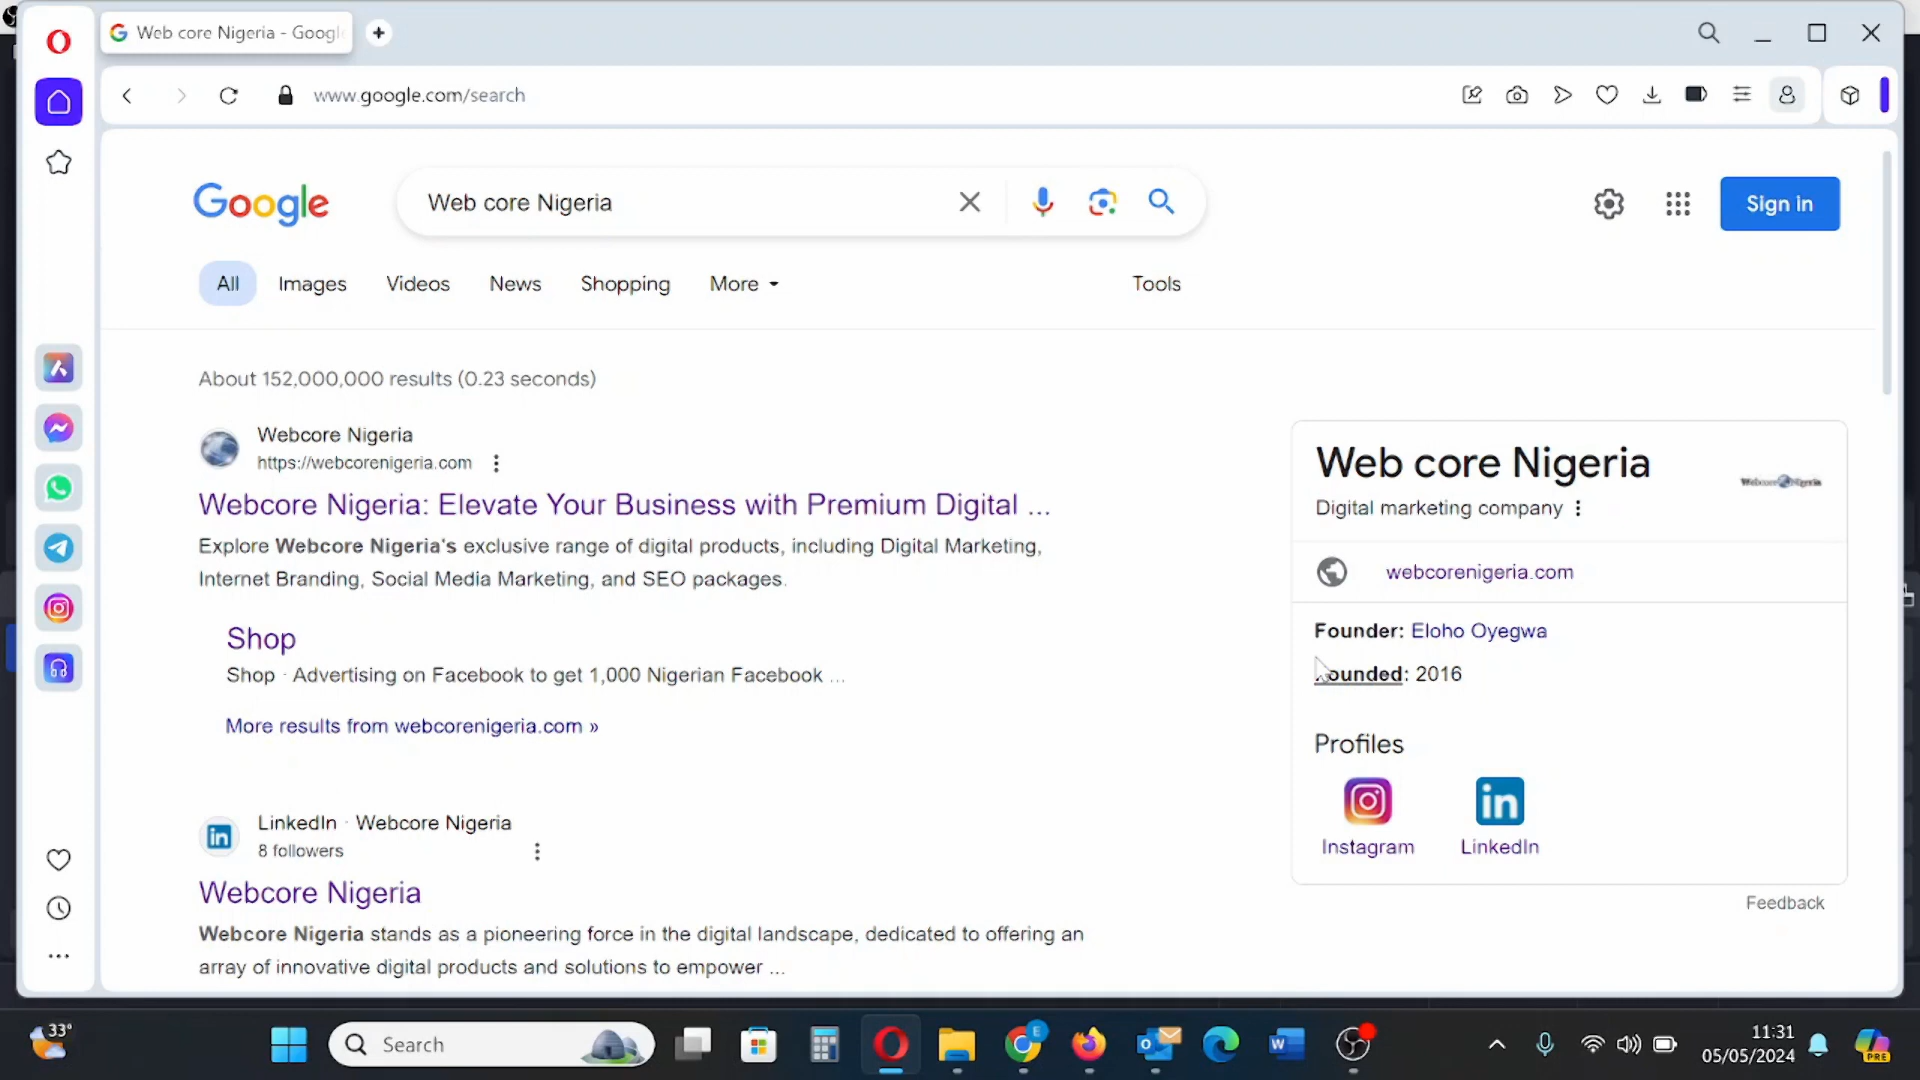 Web core Nigeria - Googl
www.google.com/search
Google
Web core Nigeria
Sign in
All
Images
Videos
News
Shopping
More
Tools
About 152,000,000 results (0.23 seconds)
Webcore Nigeria
https://webcorenigeria.com
Webcore Nigeria: Elevate Your Business with Premium Digital ...
Explore Webcore Nigeria's exclusive range of digital products, including Digital Marketing,
Internet Branding, Social Media Marketing, and SEO packages.
Shop
Shop · Advertising on Facebook to get 1,000 Nigerian Facebook ...
More results from webcorenigeria.com »
LinkedIn · Webcore Nigeria
8 followers
Webcore Nigeria
Webcore Nigeria stands as a pioneering force in the digital landscape, dedicated to offering an
array of innovative digital products and solutions to empower ...
Web core Nigeria
Webcore Nigeria
Digital marketing company
webcorenigeria.com
Founder: Eloho Oyegwa
Founded: 2016
Profiles
Instagram
LinkedIn
Feedback
33°
Search
11:31
05/05/2024
PRE